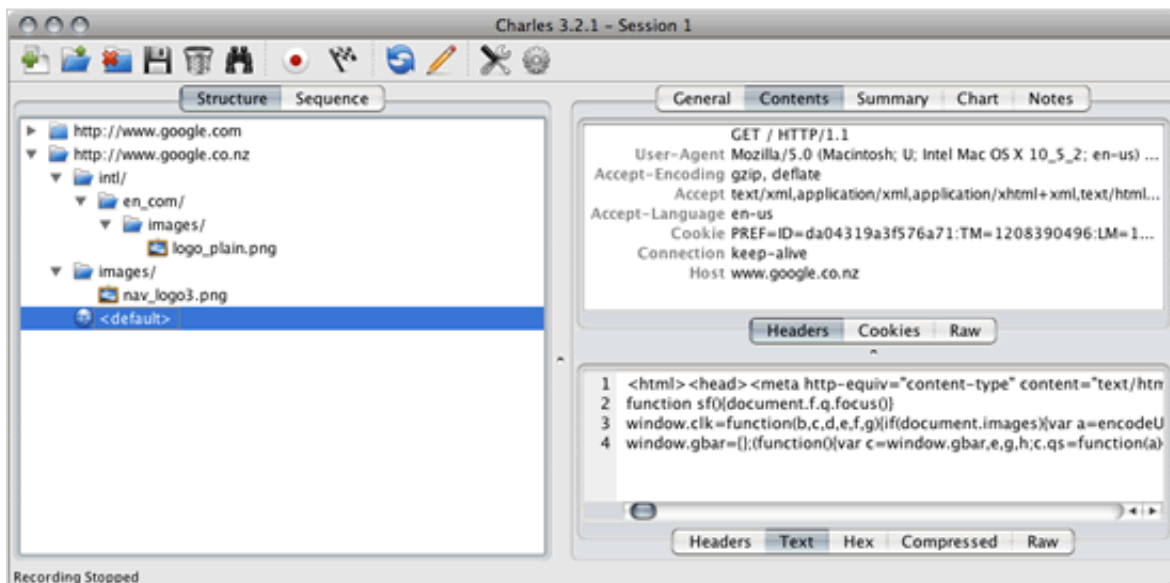 Charles 3.2.1 – Session 1
Structure Sequence
http://www.google.com
http://www.google.co.nz
intl/
en_com/
images/
logo_plain.png
images/
nav_logo3.png
<default>
General Contents Summary Chart Notes
GET / HTTP/1.1
User-Agent Mozilla/5.0 (Macintosh; U; Intel Mac OS X 10_5_2; en-us) ...
Accept-Encoding gzip, deflate
Accept text/xml,application/xml,application/xhtml+xml,text/html...
Accept-Language en-us
Cookie PREF=ID=da04319a3f576a71:TM=1208390496:LM=1...
Connection keep-alive
Host www.google.co.nz
Headers Cookies Raw
1 <html><head><meta http-equiv="content-type" content="text/htm
2 function sf(){document.f.q.focus()}
3 window.clk=function(b,c,d,e,f,g){if(document.images){var a=encodeU
4 window.gbar={};(function(){var c=window.gbar,e,g,h;c.qs=function(a)
Headers Text Hex Compressed Raw
Recording Stopped